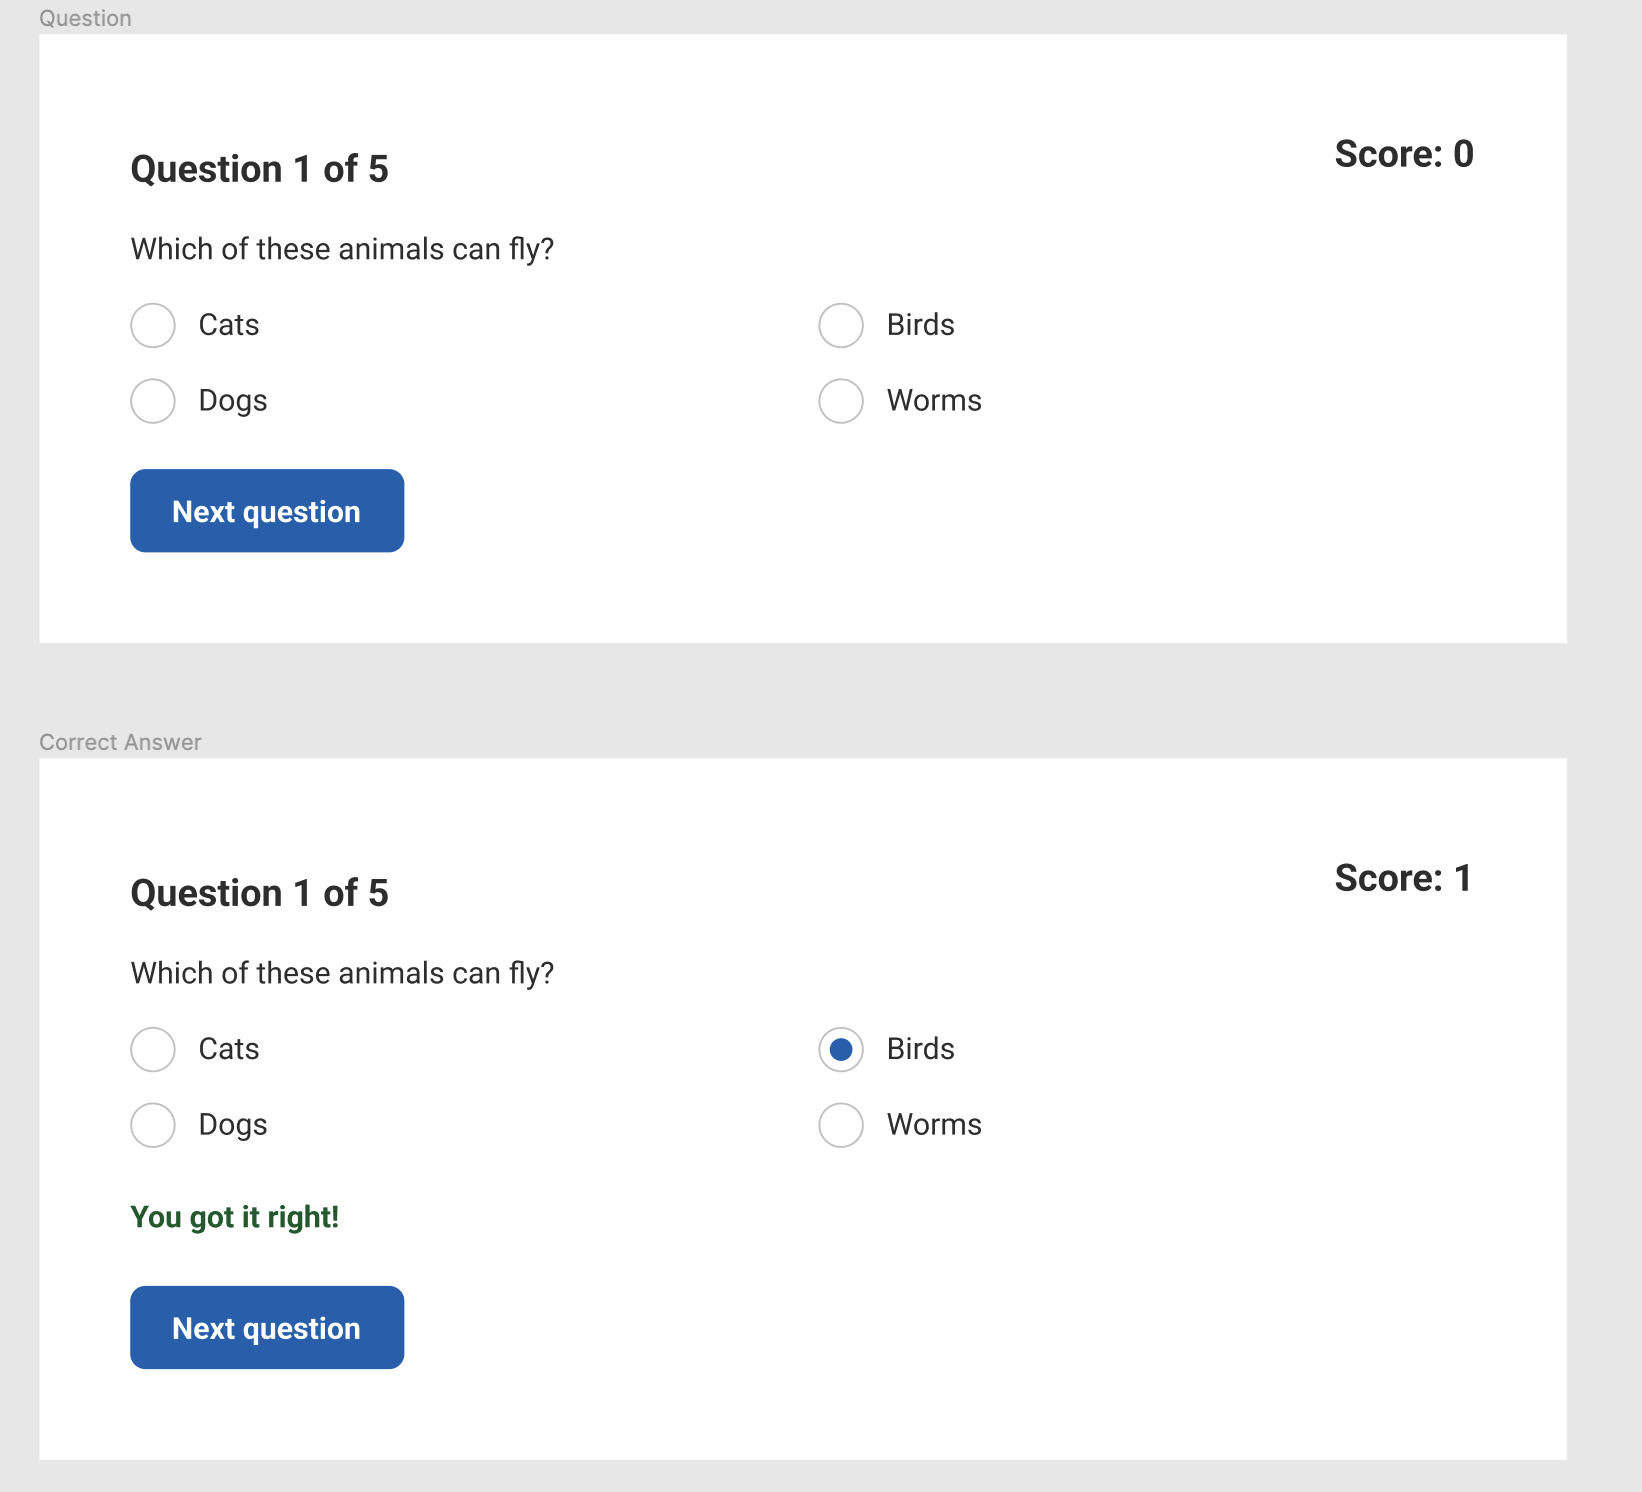 Question
Question 1 of 5
Score: 0
Which of these animals can fly?
Cats
Birds
Dogs
Worms
Next question
Correct Answer
Question 1 of 5
Score: 1
Which of these animals can fly?
Cats
Birds
Dogs
Worms
You got it right!
Next question